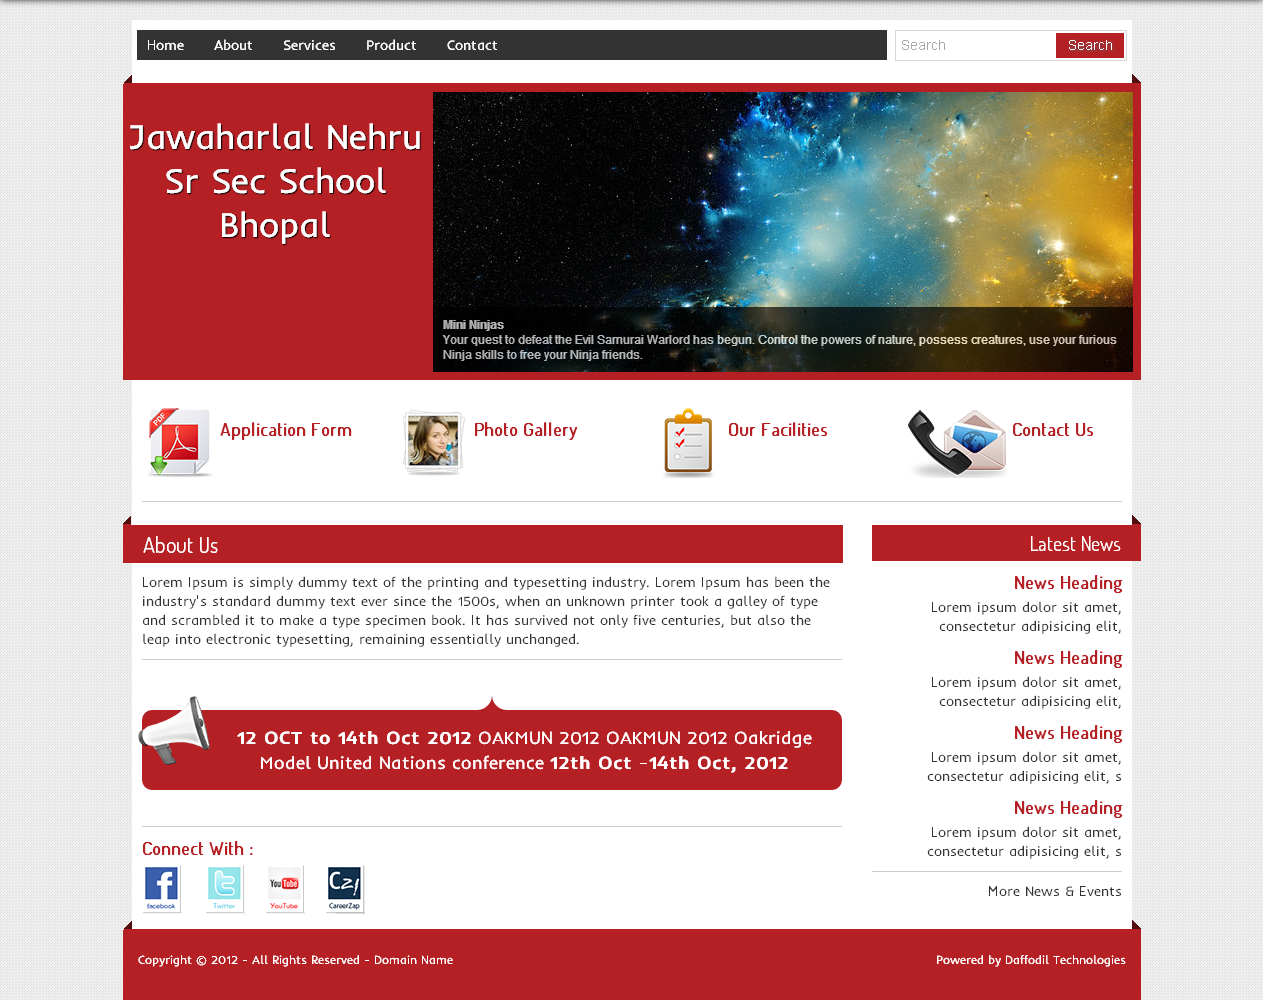 Home About Services Product Contact
Search Search
Jawaharlal Nehru
Sr Sec School
Bhopal
Mini Ninjas
Your quest to defeat the Evil Samurai Warlord has begun. Control the powers of nature, possess creatures, use your furious
Ninja skills to free your Ninja friends.
PDF
Application Form
Photo Gallery
Our Facilities
Contact Us
About Us
Lorem Ipsum is simply dummy text of the printing and typesetting industry. Lorem Ipsum has been the
industry's standard dummy text ever since the 1500s, when an unknown printer took a galley of type
and scrambled it to make a type specimen book. It has survived not only five centuries, but also the
leap into electronic typesetting, remaining essentially unchanged.
12 OCT to 14th Oct 2012 OAKMUN 2012 OAKMUN 2012 Oakridge
Model United Nations conference 12th Oct -14th Oct, 2012
Connect With :
facebook
Twitter
You Tube
YouTube
CZ1
CareerZap
Latest News
News Heading
Lorem ipsum dolor sit amet,
consectetur adipisicing elit,
News Heading
Lorem ipsum dolor sit amet,
consectetur adipisicing elit,
News Heading
Lorem ipsum dolor sit amet,
consectetur adipisicing elit, s
News Heading
Lorem ipsum dolor sit amet,
consectetur adipisicing elit, s
More News & Events
Copyright © 2012 - All Rights Reserved - Domain Name
Powered by Daffodil Technologies